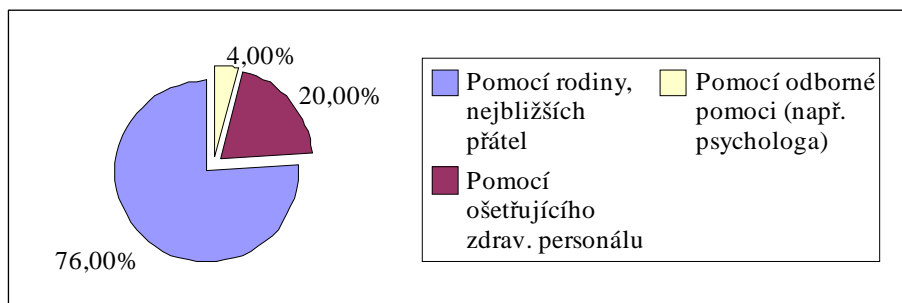 4,00%
20,00%
76,00%
Pomocí rodiny,
nejbližších
přátel
Pomocí odborné
pomoci (např.
psychologa)
Pomocí
ošetřujícího
zdrav. personálu